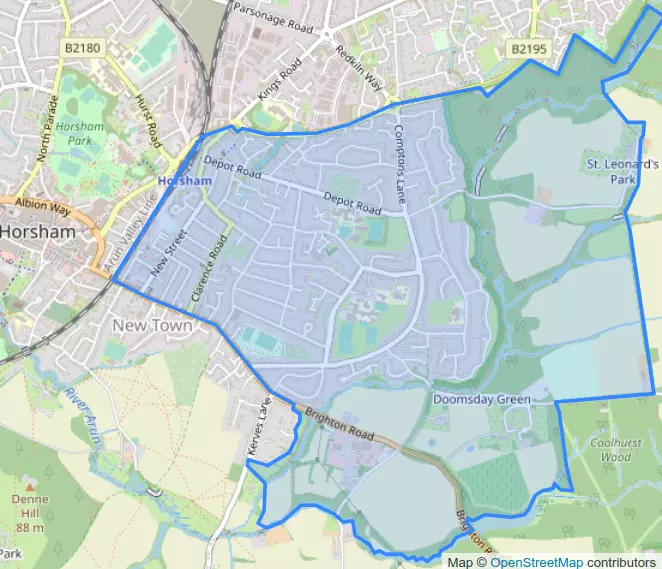 Parsonage Road
B2180
Redkiln Way
B2195
Kings Road
Hurst Road
North Parade
Horsham
Park
Comptons Lane
Depot Road
St. Leonard's
Park
Horsham
Depot Road
Albion Way
Horsham
Arun Valley Line
New Street
Clarence Road
New Town
River Arun
Kerves Lane
Brighton Road
Doomsday Green
Coolhurst
Wood
Denne
Hill
88 m
Park
Brighton R
Map © OpenStreetMap contributors